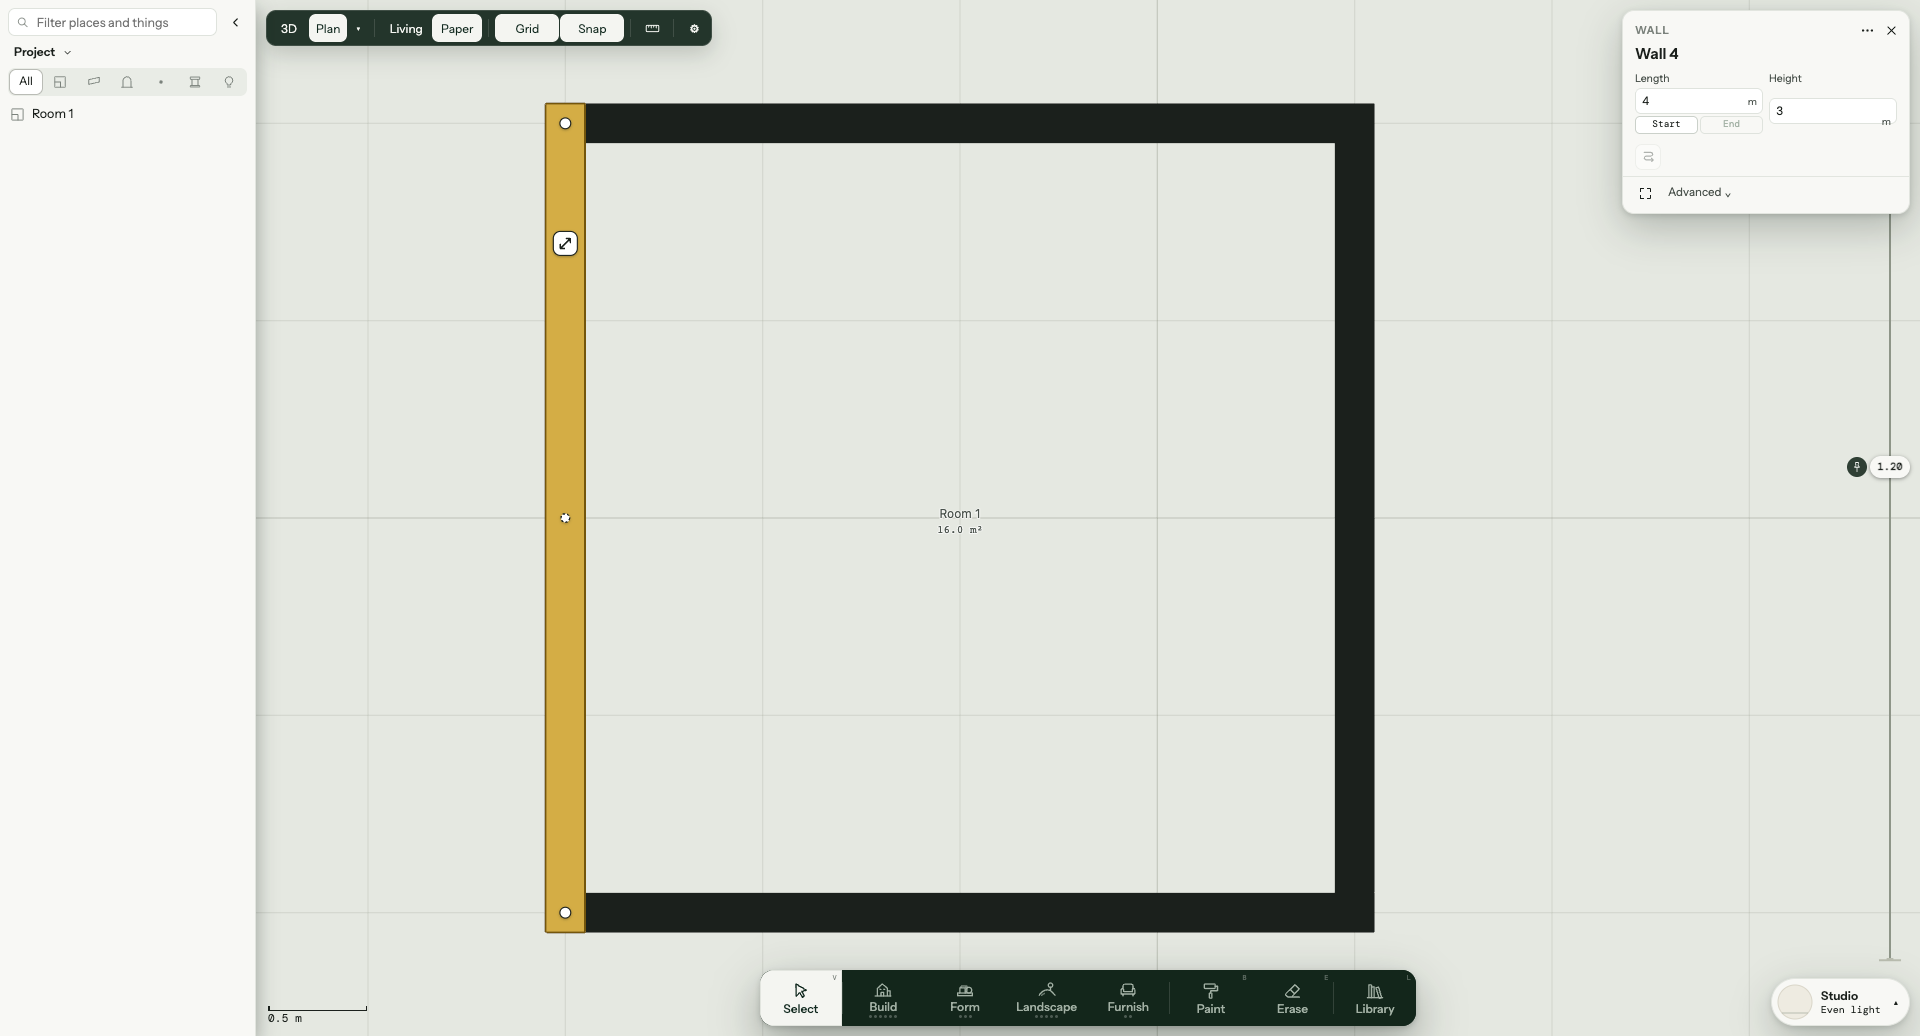 Filter places and things
Project
All
Room 1
3D
Plan
Living
Paper
Grid
Snap
WALL
Wall 4
Length
Height
4 m
3 m
Start
End
Advanced
1.20
Room 1
16.0 m²
0.5 m
V
Select
Build
Form
Landscape
Furnish
B
Paint
E
Erase
L
Library
Studio
Even light